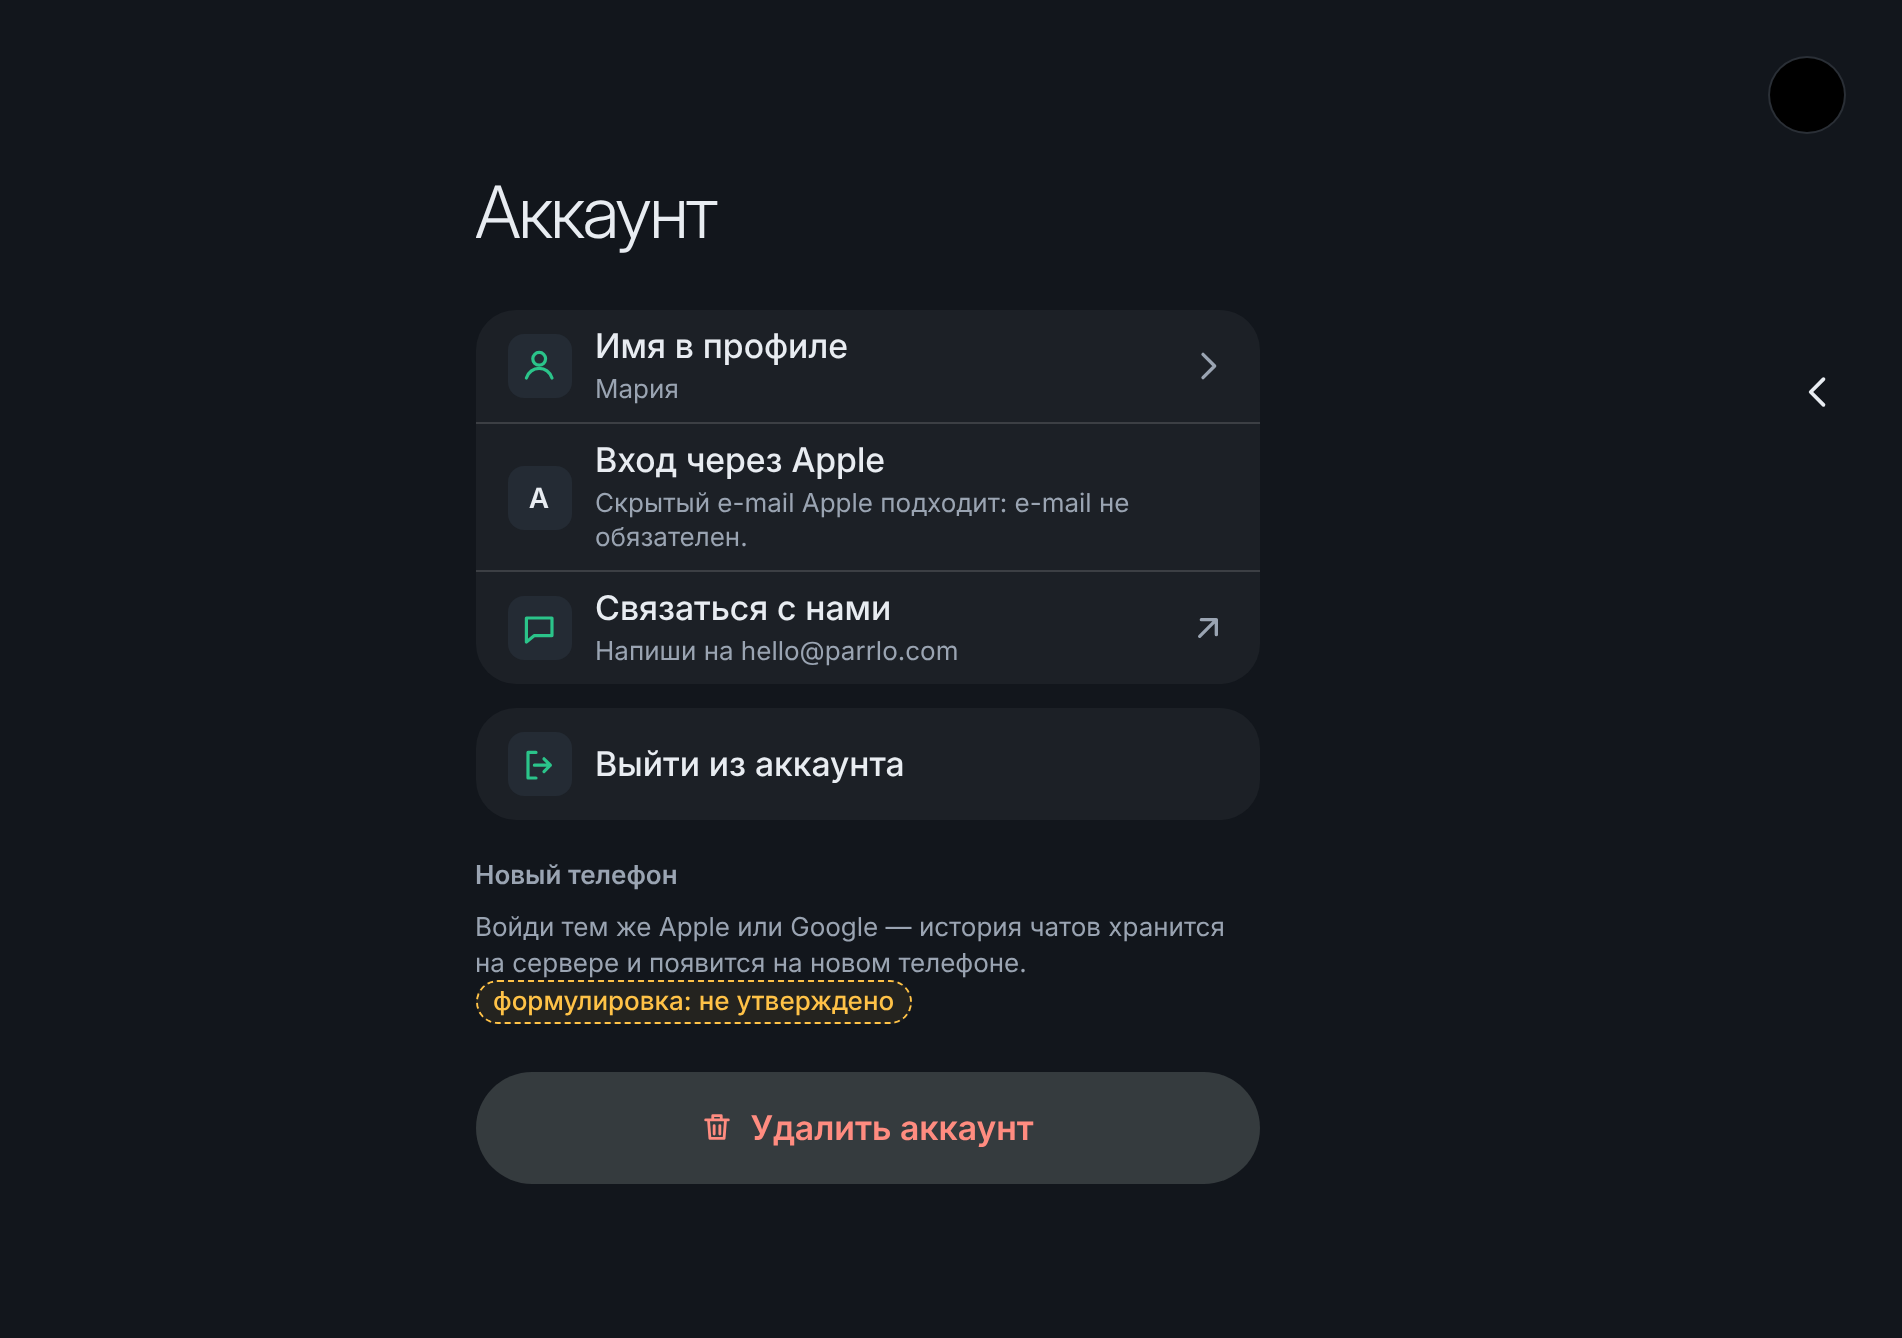 Аккаунт
Имя в профиле
Мария
A
Вход через Apple
Скрытый e-mail Apple подходит: e-mail не
обязателен.
Связаться с нами
Напиши на hello@parrlo.com
Выйти из аккаунта
Новый телефон
Войди тем же Apple или Google — история чатов хранится
на сервере и появится на новом телефоне.
формулировка: не утверждено
Удалить аккаунт